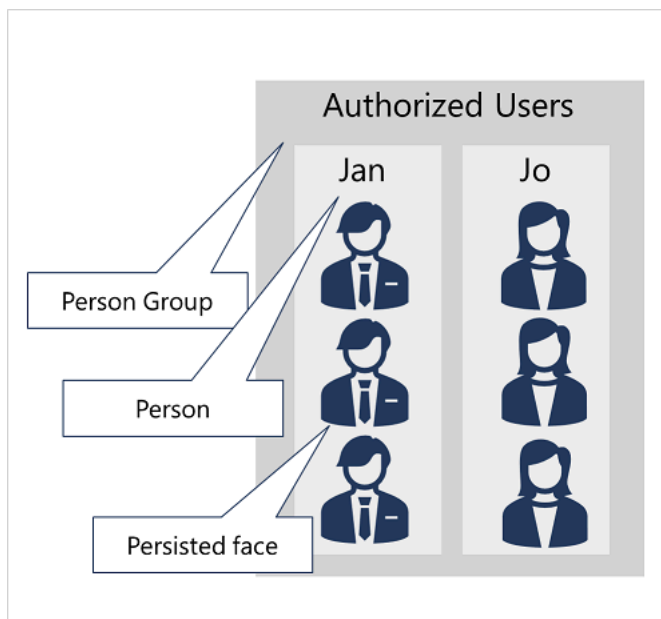 Authorized Users
Jan
Jo
Person Group
Person
Persisted face